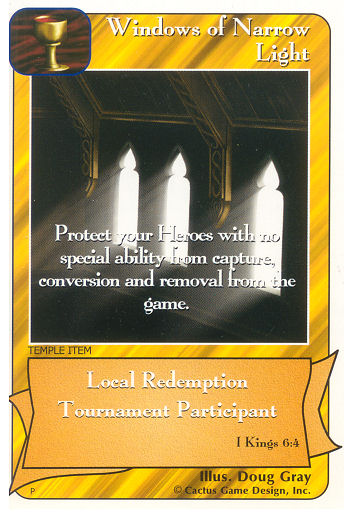 Windows of Narrow
Light
Protect your Heroes with no
special ability from capture,
conversion and removal from the
game.
TEMPLE ITEM
Local Redemption
Tournament Participant
I Kings 6:4
Illus. Doug Gray
P
© Cactus Game Design, Inc.